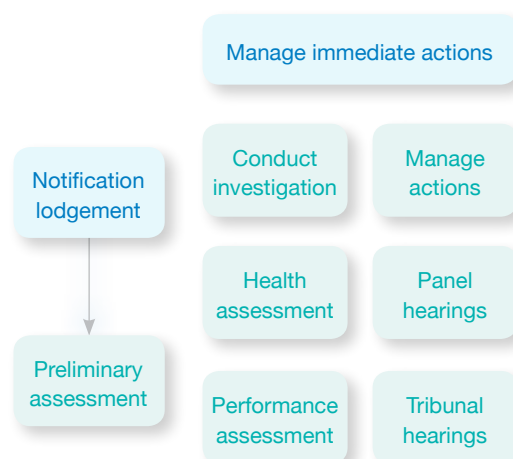 Manage immediate actions
Notification
lodgement
Preliminary
assessment
Conduct
investigation
Manage
actions
Health
assessment
Panel
hearings
Performance
assessment
Tribunal
hearings